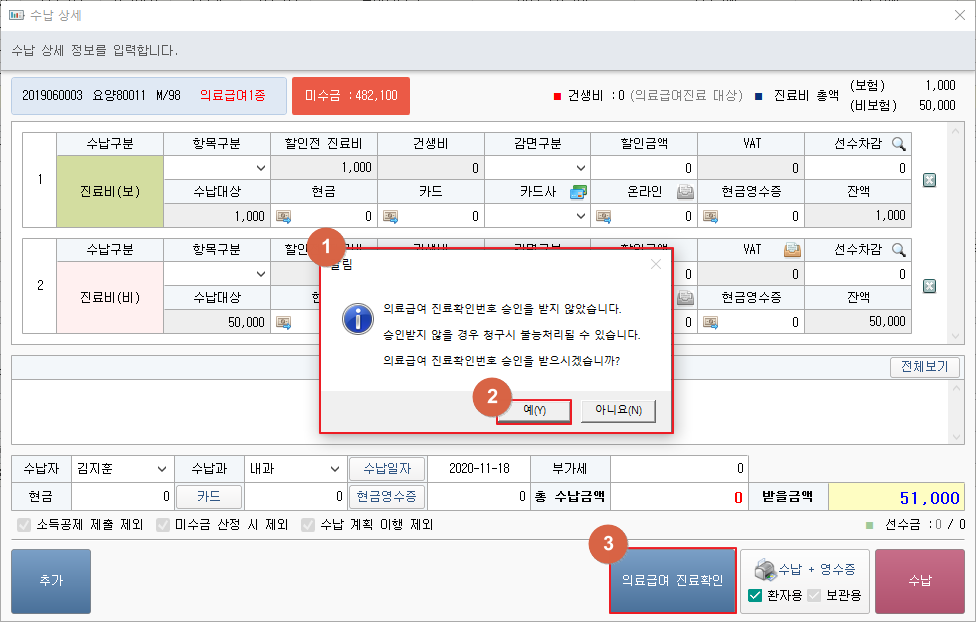 수납 상세
수납 상세 정보를 입력합니다.
2019060003 요양80011 M/98 의료급여1종 미수금 :482,100 ■ 건생비 :0 (의료급여진료 대상) ■ 진료비 총액 (보험) 1,000
(비보험) 50,000
1 진료비(보)
수납구분 항목구분 할인전 진료비 건생비 감면구분 할인금액 VAT 선수차감
1,000 0 0 0 0
수납대상 현금 카드 카드사 온라인 현금영수증 잔액
1,000 0 0 0 0 1,000
2 진료비(비)
수납구분 항목구분 VAT 선수차감
0 0 0
수납대상 현금영수증 잔액
50,000 0 0 50,000
1
알림
의료급여 진료확인번호 승인을 받지 않았습니다.
승인받지 않을 경우 청구시 불능처리될 수 있습니다.
의료급여 진료확인번호 승인을 받으시겠습니까?
2
예(Y) 아니요(N)
전체보기
수납자 김지훈 수납과 내과 수납일자 2020-11-18 부가세 0
현금 0 카드 0 현금영수증 0 총 수납금액 0 받을금액 51,000
소득공제 제출 제외 미수금 산정 시 제외 수납 계획 이행 제외 ■ 선수금 :0 / 0
3
추가 의료급여 진료확인 수납 + 영수증 수납
환자용 보관용